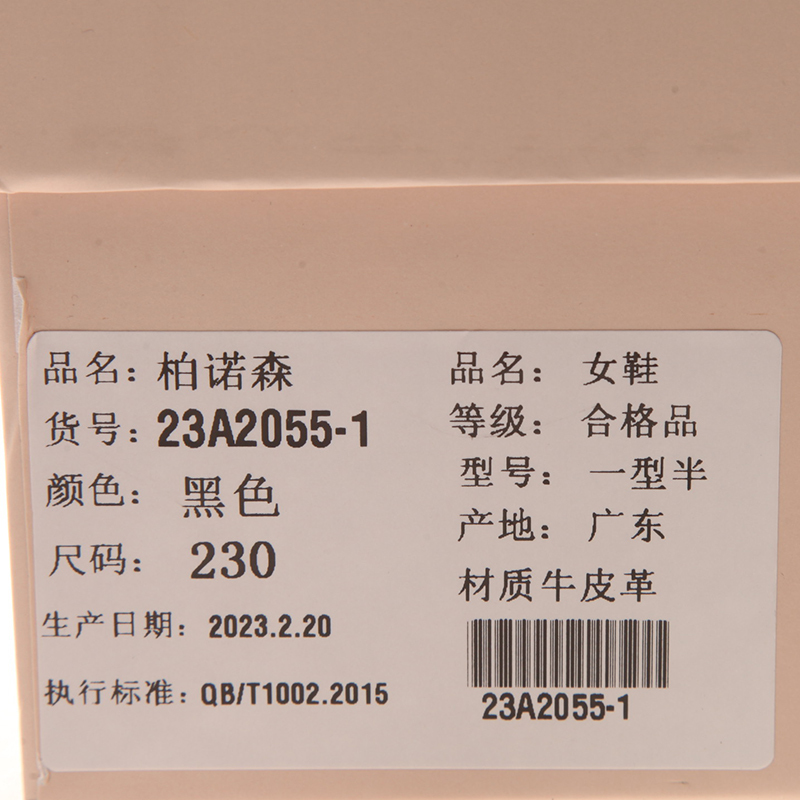 品名：柏诺森
货号：23A2055-1
颜色：黑色
尺码：230
生产日期：2023.2.20
执行标准：QB/T1002.2015
品名：女鞋
等级：合格品
型号：一型半
产地：广东
材质牛皮革
23A2055-1